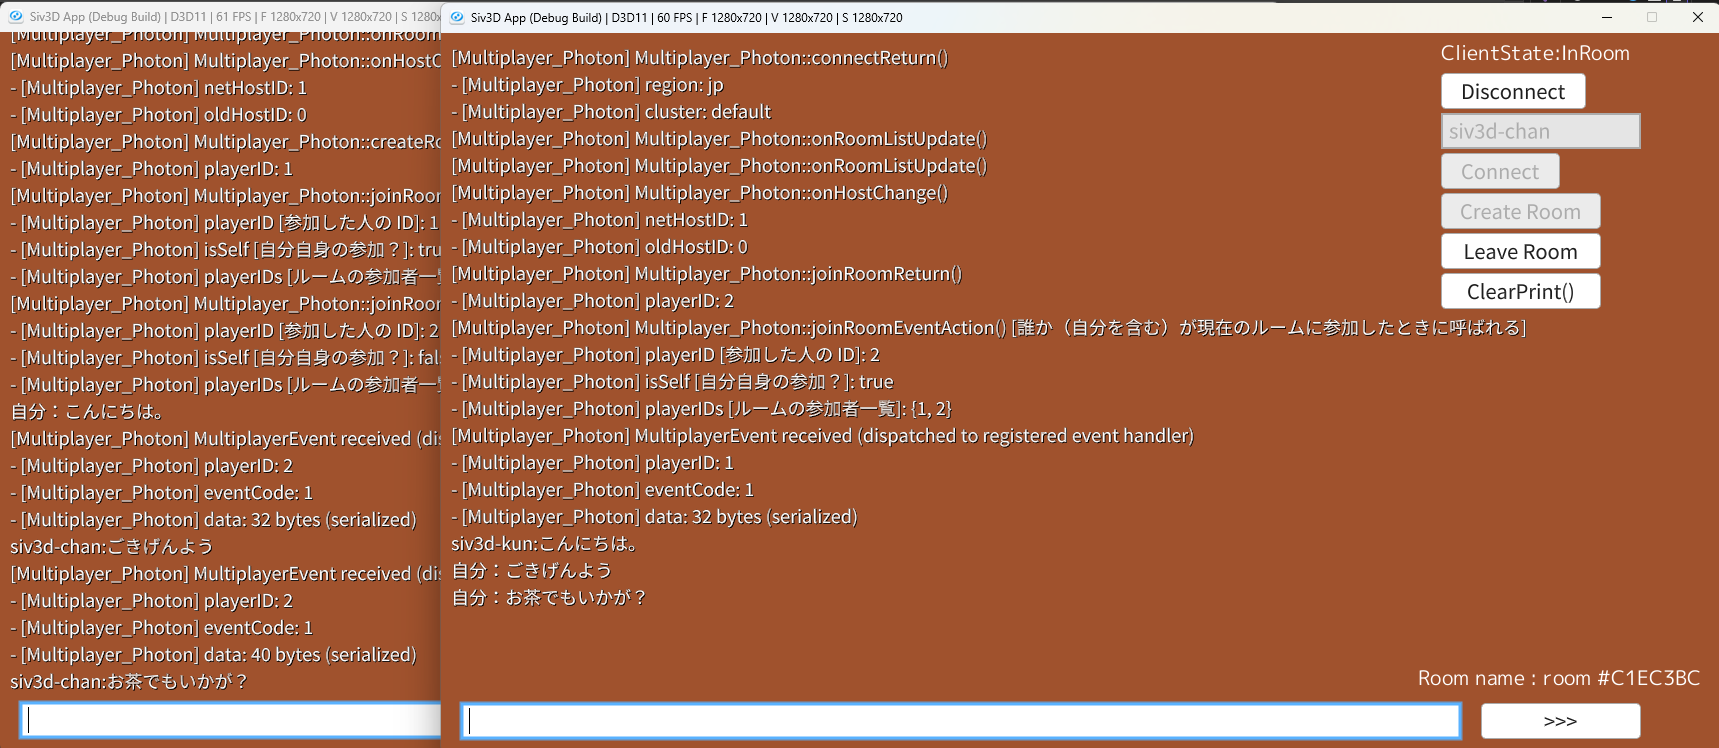 Siv3D App (Debug Build) | D3D11 | 61 FPS | F 1280x720 | V 1280x720 | S 1280x
[Multiplayer_Photon] Multiplayer_Photon::onRoom
[Multiplayer_Photon] Multiplayer_Photon::onHostC
- [Multiplayer_Photon] netHostID: 1
- [Multiplayer_Photon] oldHostID: 0
[Multiplayer_Photon] Multiplayer_Photon::createRo
- [Multiplayer_Photon] playerID: 1
[Multiplayer_Photon] Multiplayer_Photon::joinRoor
- [Multiplayer_Photon] playerID [参加した人の ID]: 1
- [Multiplayer_Photon] isSelf [自分自身の参加？]: tru
- [Multiplayer_Photon] playerIDs [ルームの参加者一覧
[Multiplayer_Photon] Multiplayer_Photon::joinRoor
- [Multiplayer_Photon] playerID [参加した人の ID]: 2
- [Multiplayer_Photon] isSelf [自分自身の参加？]: fal
- [Multiplayer_Photon] playerIDs [ルームの参加者一覧
自分：こんにちは。
[Multiplayer_Photon] MultiplayerEvent received (dis
- [Multiplayer_Photon] playerID: 2
- [Multiplayer_Photon] eventCode: 1
- [Multiplayer_Photon] data: 32 bytes (serialized)
siv3d-chan:ごきげんよう
[Multiplayer_Photon] MultiplayerEvent received (dis
- [Multiplayer_Photon] playerID: 2
- [Multiplayer_Photon] eventCode: 1
- [Multiplayer_Photon] data: 40 bytes (serialized)
siv3d-chan:お茶でもいかが？
Siv3D App (Debug Build) | D3D11 | 60 FPS | F 1280x720 | V 1280x720 | S 1280x720
[Multiplayer_Photon] Multiplayer_Photon::connectReturn()
- [Multiplayer_Photon] region: jp
- [Multiplayer_Photon] cluster: default
[Multiplayer_Photon] Multiplayer_Photon::onRoomListUpdate()
[Multiplayer_Photon] Multiplayer_Photon::onRoomListUpdate()
[Multiplayer_Photon] Multiplayer_Photon::onHostChange()
- [Multiplayer_Photon] netHostID: 1
- [Multiplayer_Photon] oldHostID: 0
[Multiplayer_Photon] Multiplayer_Photon::joinRoomReturn()
- [Multiplayer_Photon] playerID: 2
[Multiplayer_Photon] Multiplayer_Photon::joinRoomEventAction() [誰か（自分を含む）が現在のルームに参加したときに呼ばれる]
- [Multiplayer_Photon] playerID [参加した人の ID]: 2
- [Multiplayer_Photon] isSelf [自分自身の参加？]: true
- [Multiplayer_Photon] playerIDs [ルームの参加者一覧]: {1, 2}
[Multiplayer_Photon] MultiplayerEvent received (dispatched to registered event handler)
- [Multiplayer_Photon] playerID: 1
- [Multiplayer_Photon] eventCode: 1
- [Multiplayer_Photon] data: 32 bytes (serialized)
siv3d-kun:こんにちは。
自分：ごきげんよう
自分：お茶でもいかが？
ClientState:InRoom
Disconnect
siv3d-chan
Connect
Create Room
Leave Room
ClearPrint()
Room name : room #C1EC3BC
>>>